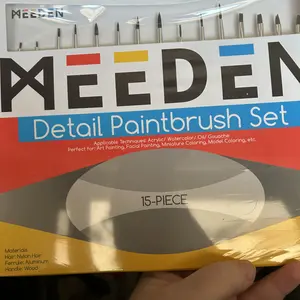 MEEDEN
MEEDEN
Detail Paintbrush Set
Applicable Techniques: Acrylic/ Watercolor/ Oil/ Gouache
Perfect For: Art Painting, Facial Painting, Miniature Coloring, Model Coloring, etc.
15-PIECE
Materials:
Hair: Nylon Hair
Ferrule: Aluminum
Handle: Wood